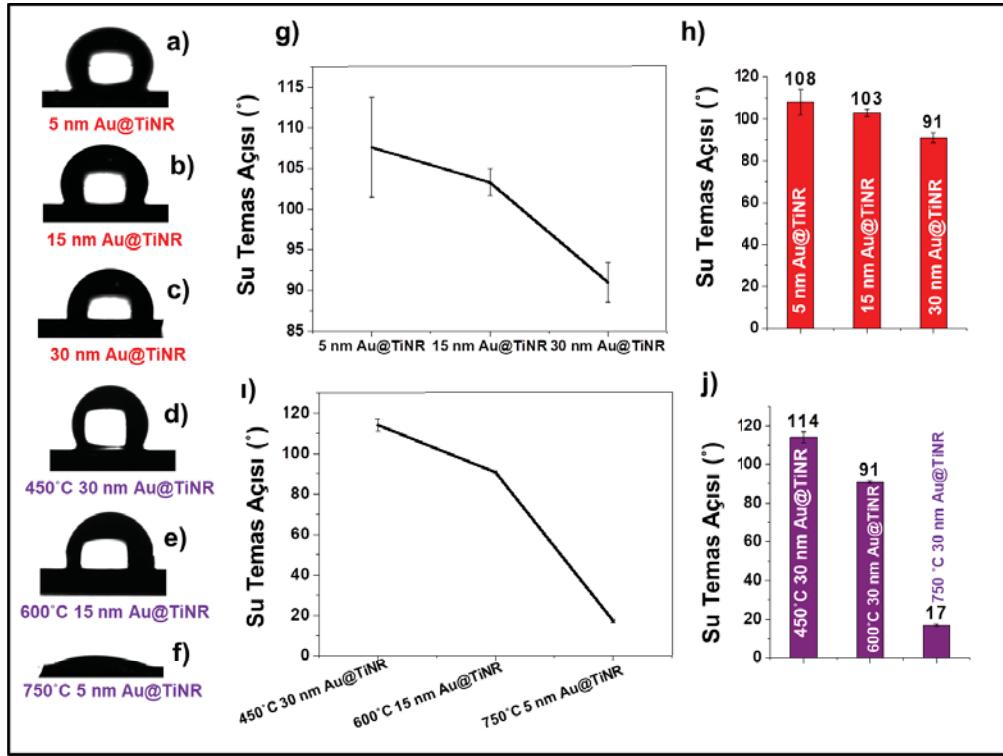 a)
5 nm Au@TiNR
b)
15 nm Au@TiNR
c)
30 nm Au@TiNR
d)
450˚C 30 nm Au@TiNR
e)
600˚C 15 nm Au@TiNR
f)
750˚C 5 nm Au@TiNR
g)
Su Temas Açısı (˚)
115
110
105
100
95
90
85
5 nm Au@TiNR 15 nm Au@TiNR 30 nm Au@TiNR
h)
Su Temas Açısı (˚)
120
100
80
60
40
20
0
108
103
91
5 nm Au@TiNR
15 nm Au@TiNR
30 nm Au@TiNR
ı)
Su Temas Açısı (˚)
120
100
80
60
40
20
0
450˚C 30 nm Au@TiNR
600˚C 15 nm Au@TiNR
750˚C 5 nm Au@TiNR
j)
Su Temas Açısı (˚)
120
100
80
60
40
20
0
114
91
17
450˚C 30 nm Au@TiNR
600˚C 30 nm Au@TiNR
750 ˚C 30 nm Au@TiNR